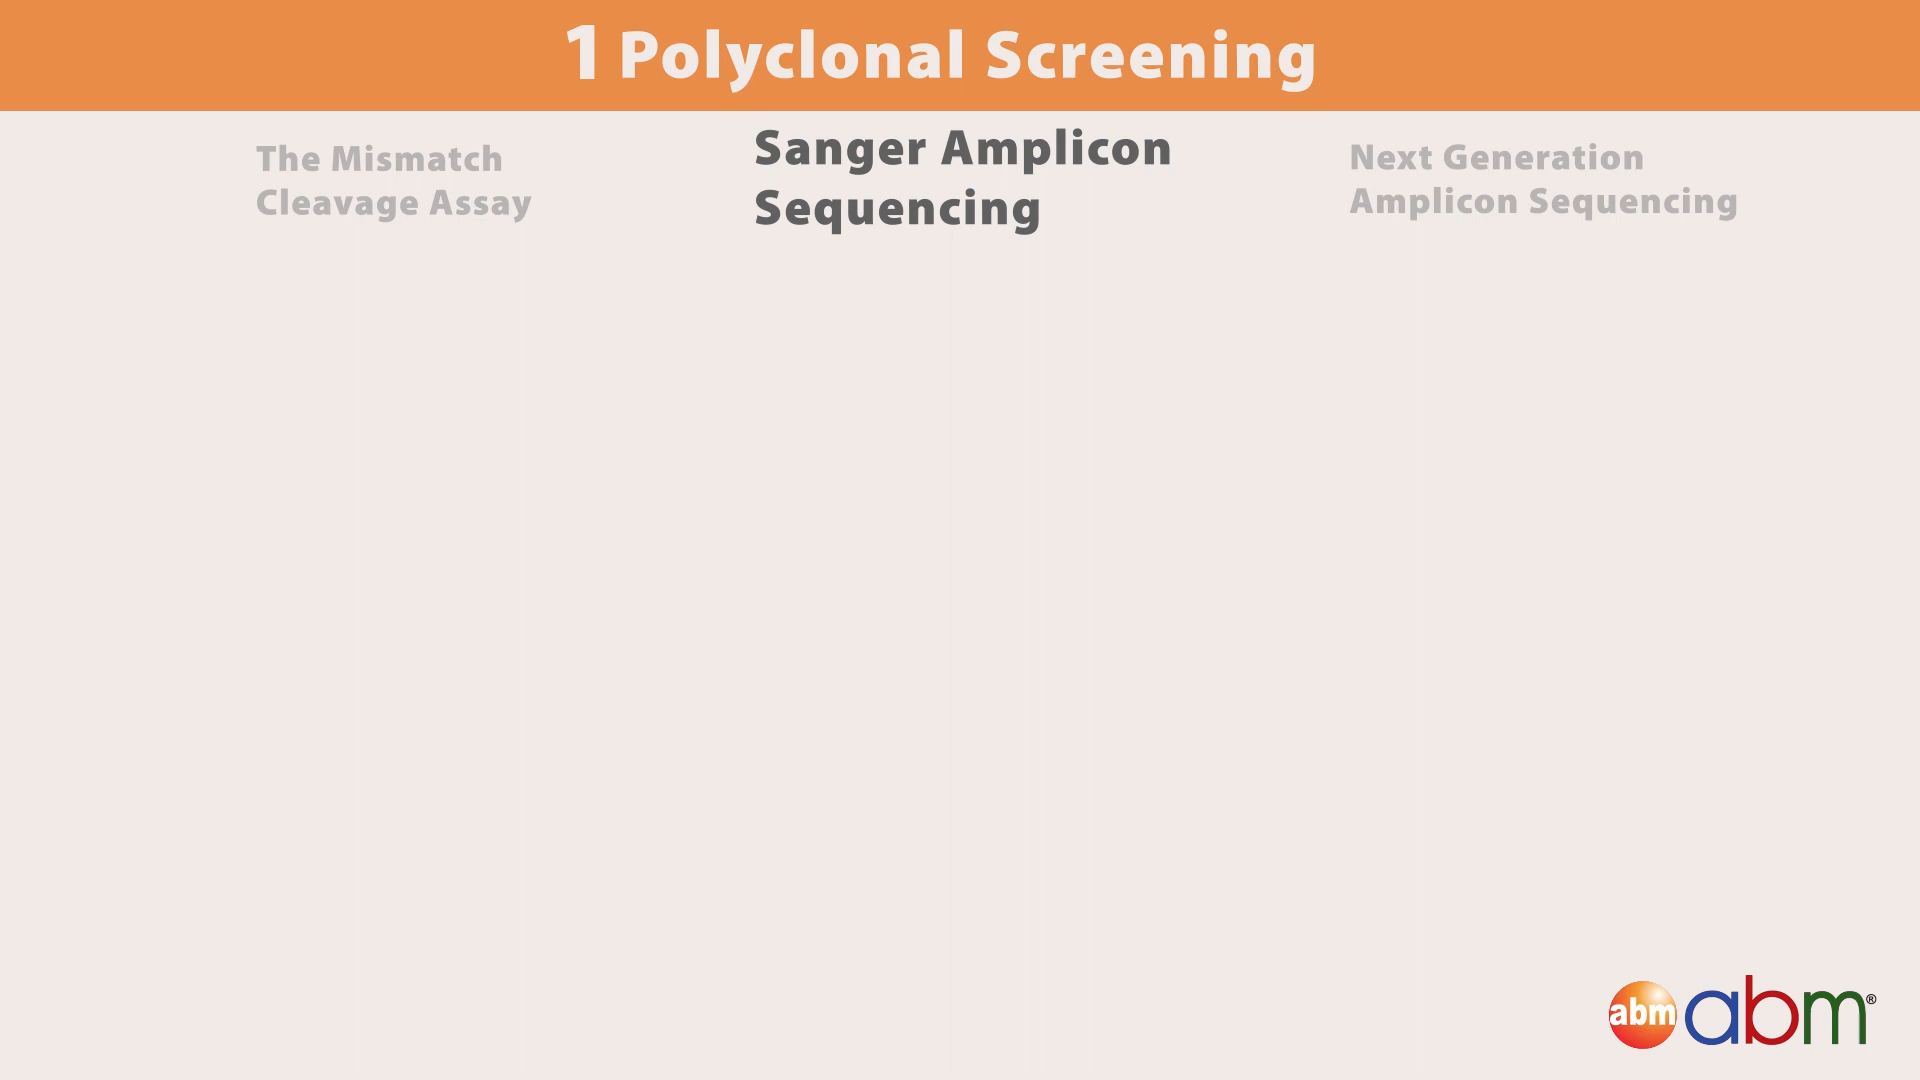 1 Polyclonal Screening
The Mismatch
Cleavage Assay
Sanger Amplicon
Sequencing
Next Generation
Amplicon Sequencing
abm abm®